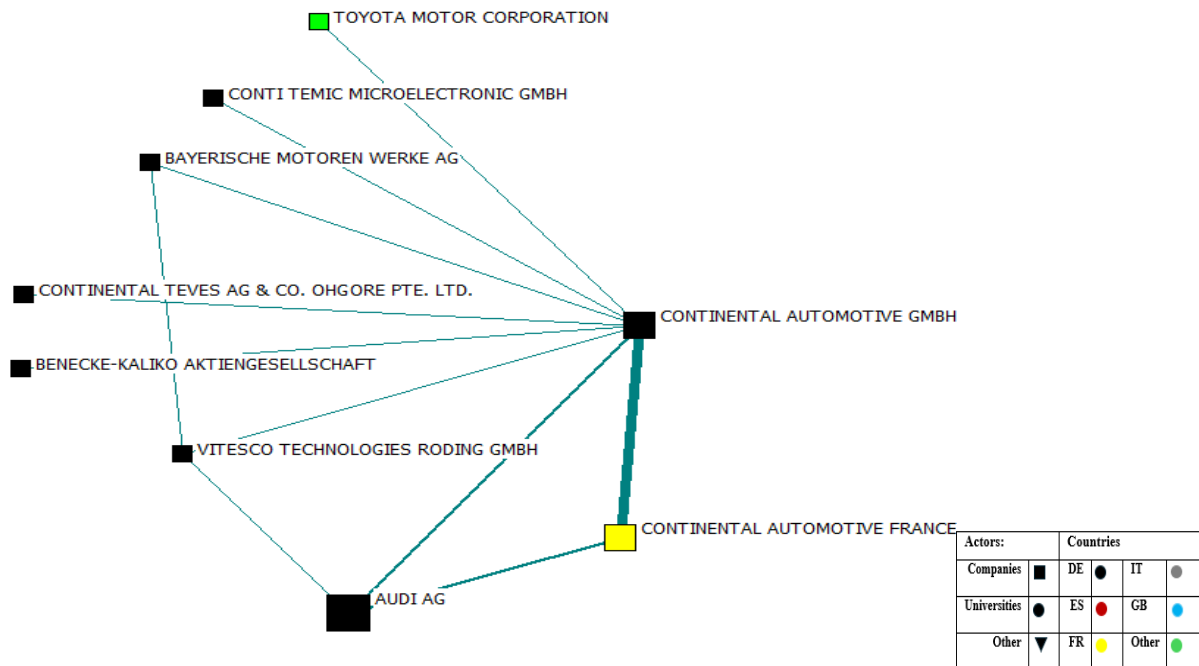 TOYOTA MOTOR CORPORATION
CONTI TEMIC MICROELECTRONIC GMBH
BAYERISCHE MOTOREN WERKE AG
CONTINENTAL TEVES AG & CO. OHGORE PTE. LTD.
CONTINENTAL AUTOMOTIVE GMBH
BENECKE-KALIKO AKTIENGESELLSCHAFT
VITESCO TECHNOLOGIES RODING GMBH
CONTINENTAL AUTOMOTIVE FRANCE
AUDI AG
Actors: Countries
Companies DE IT
Universities ES GB
Other FR Other